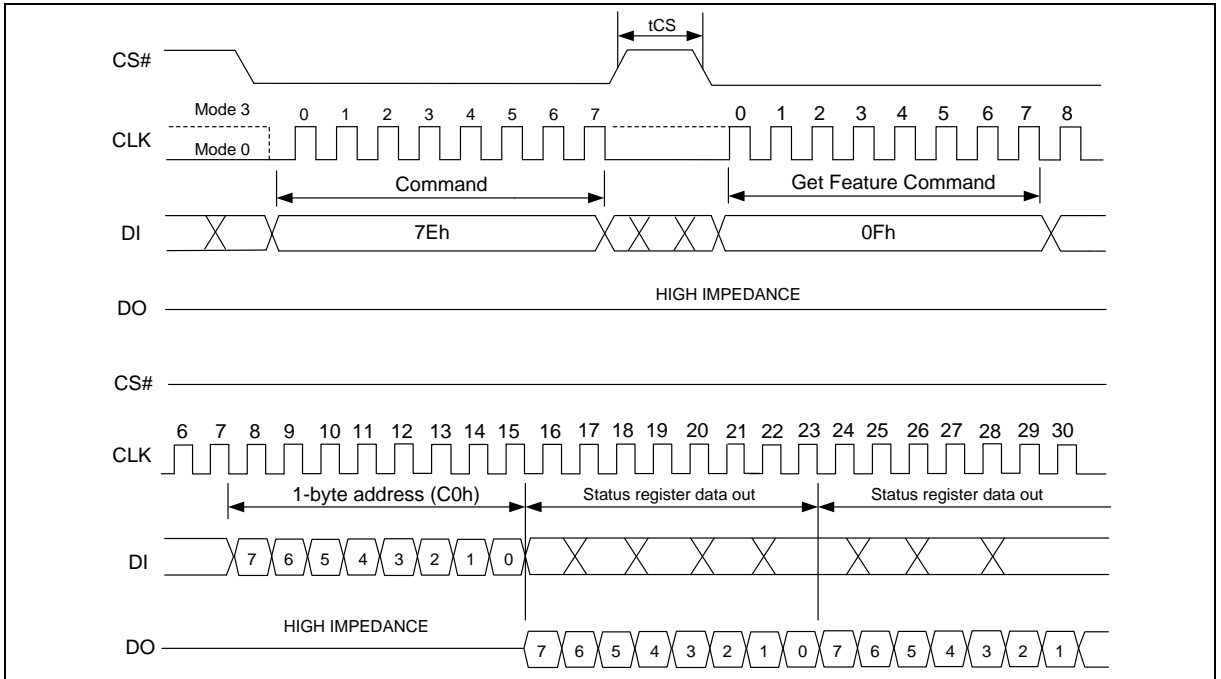 tCS
CS#
Mode 3
0 1 2 3 4 5 6 7 0 1 2 3 4 5 6 7 8
CLK
Mode 0
Command Get Feature Command
DI 7Eh 0Fh
HIGH IMPEDANCE
DO
CS#
6 7 8 9 10 11 12 13 14 15 16 17 18 19 20 21 22 23 24 25 26 27 28 29 30
CLK
1-byte address (C0h) Status register data out Status register data out
DI 7 6 5 4 3 2 1 0
HIGH IMPEDANCE
DO 7 6 5 4 3 2 1 0 7 6 5 4 3 2 1